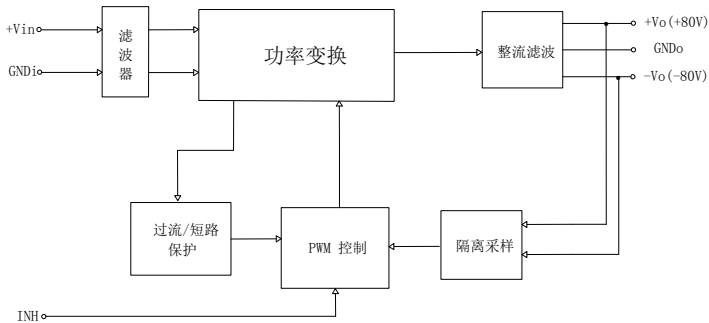 +Vin
GNDi
滤波器
功率变换
整流滤波
+Vo(+80V)
GNDo
-Vo(-80V)
过流/短路
保护
PWM 控制
隔离采样
INH